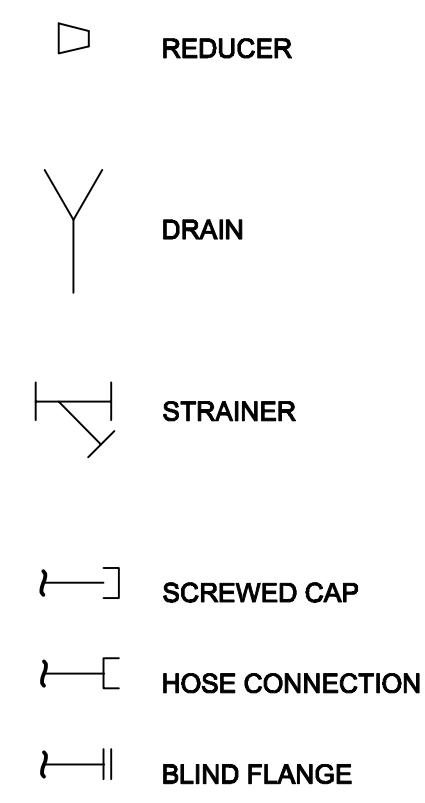 REDUCER
DRAIN
STRAINER
SCREWED CAP
HOSE CONNECTION
BLIND FLANGE